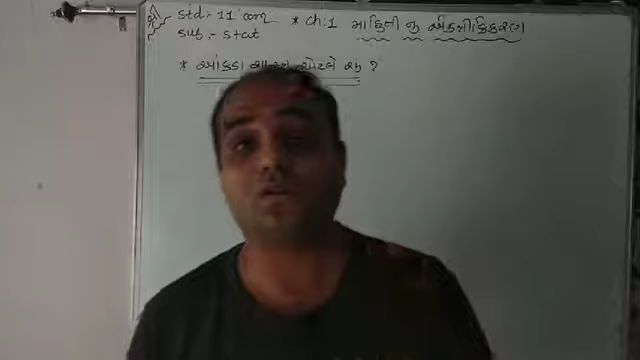 std:- 11 com * ch:1 માહિતી નું એકત્રીકરણ
sub:- stat
* આંકડા શાસ્ત્ર એટલે શું ?